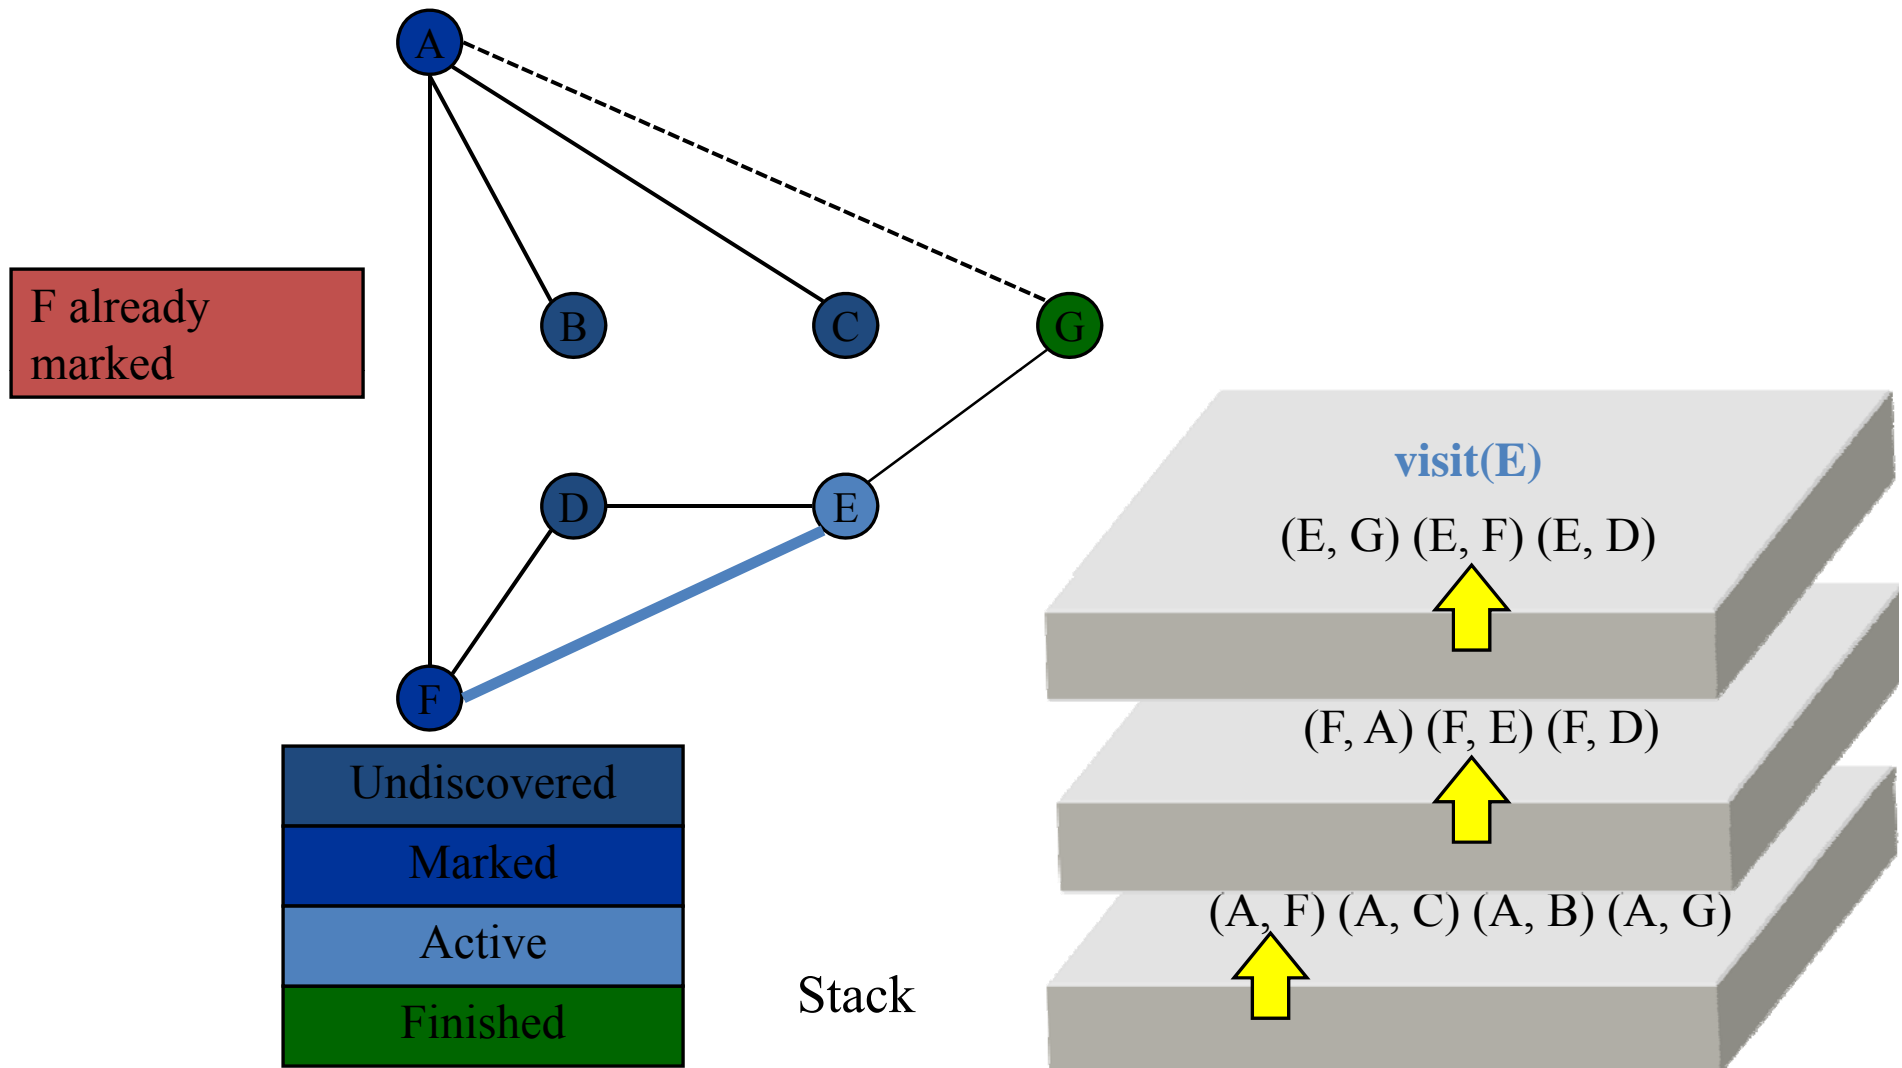 A
B
C
G
F already
marked
D
E
F
visit(E)
(E, G) (E, F) (E, D)
(F, A) (F, E) (F, D)
(A, F) (A, C) (A, B) (A, G)
Undiscovered
Marked
Active
Finished
Stack